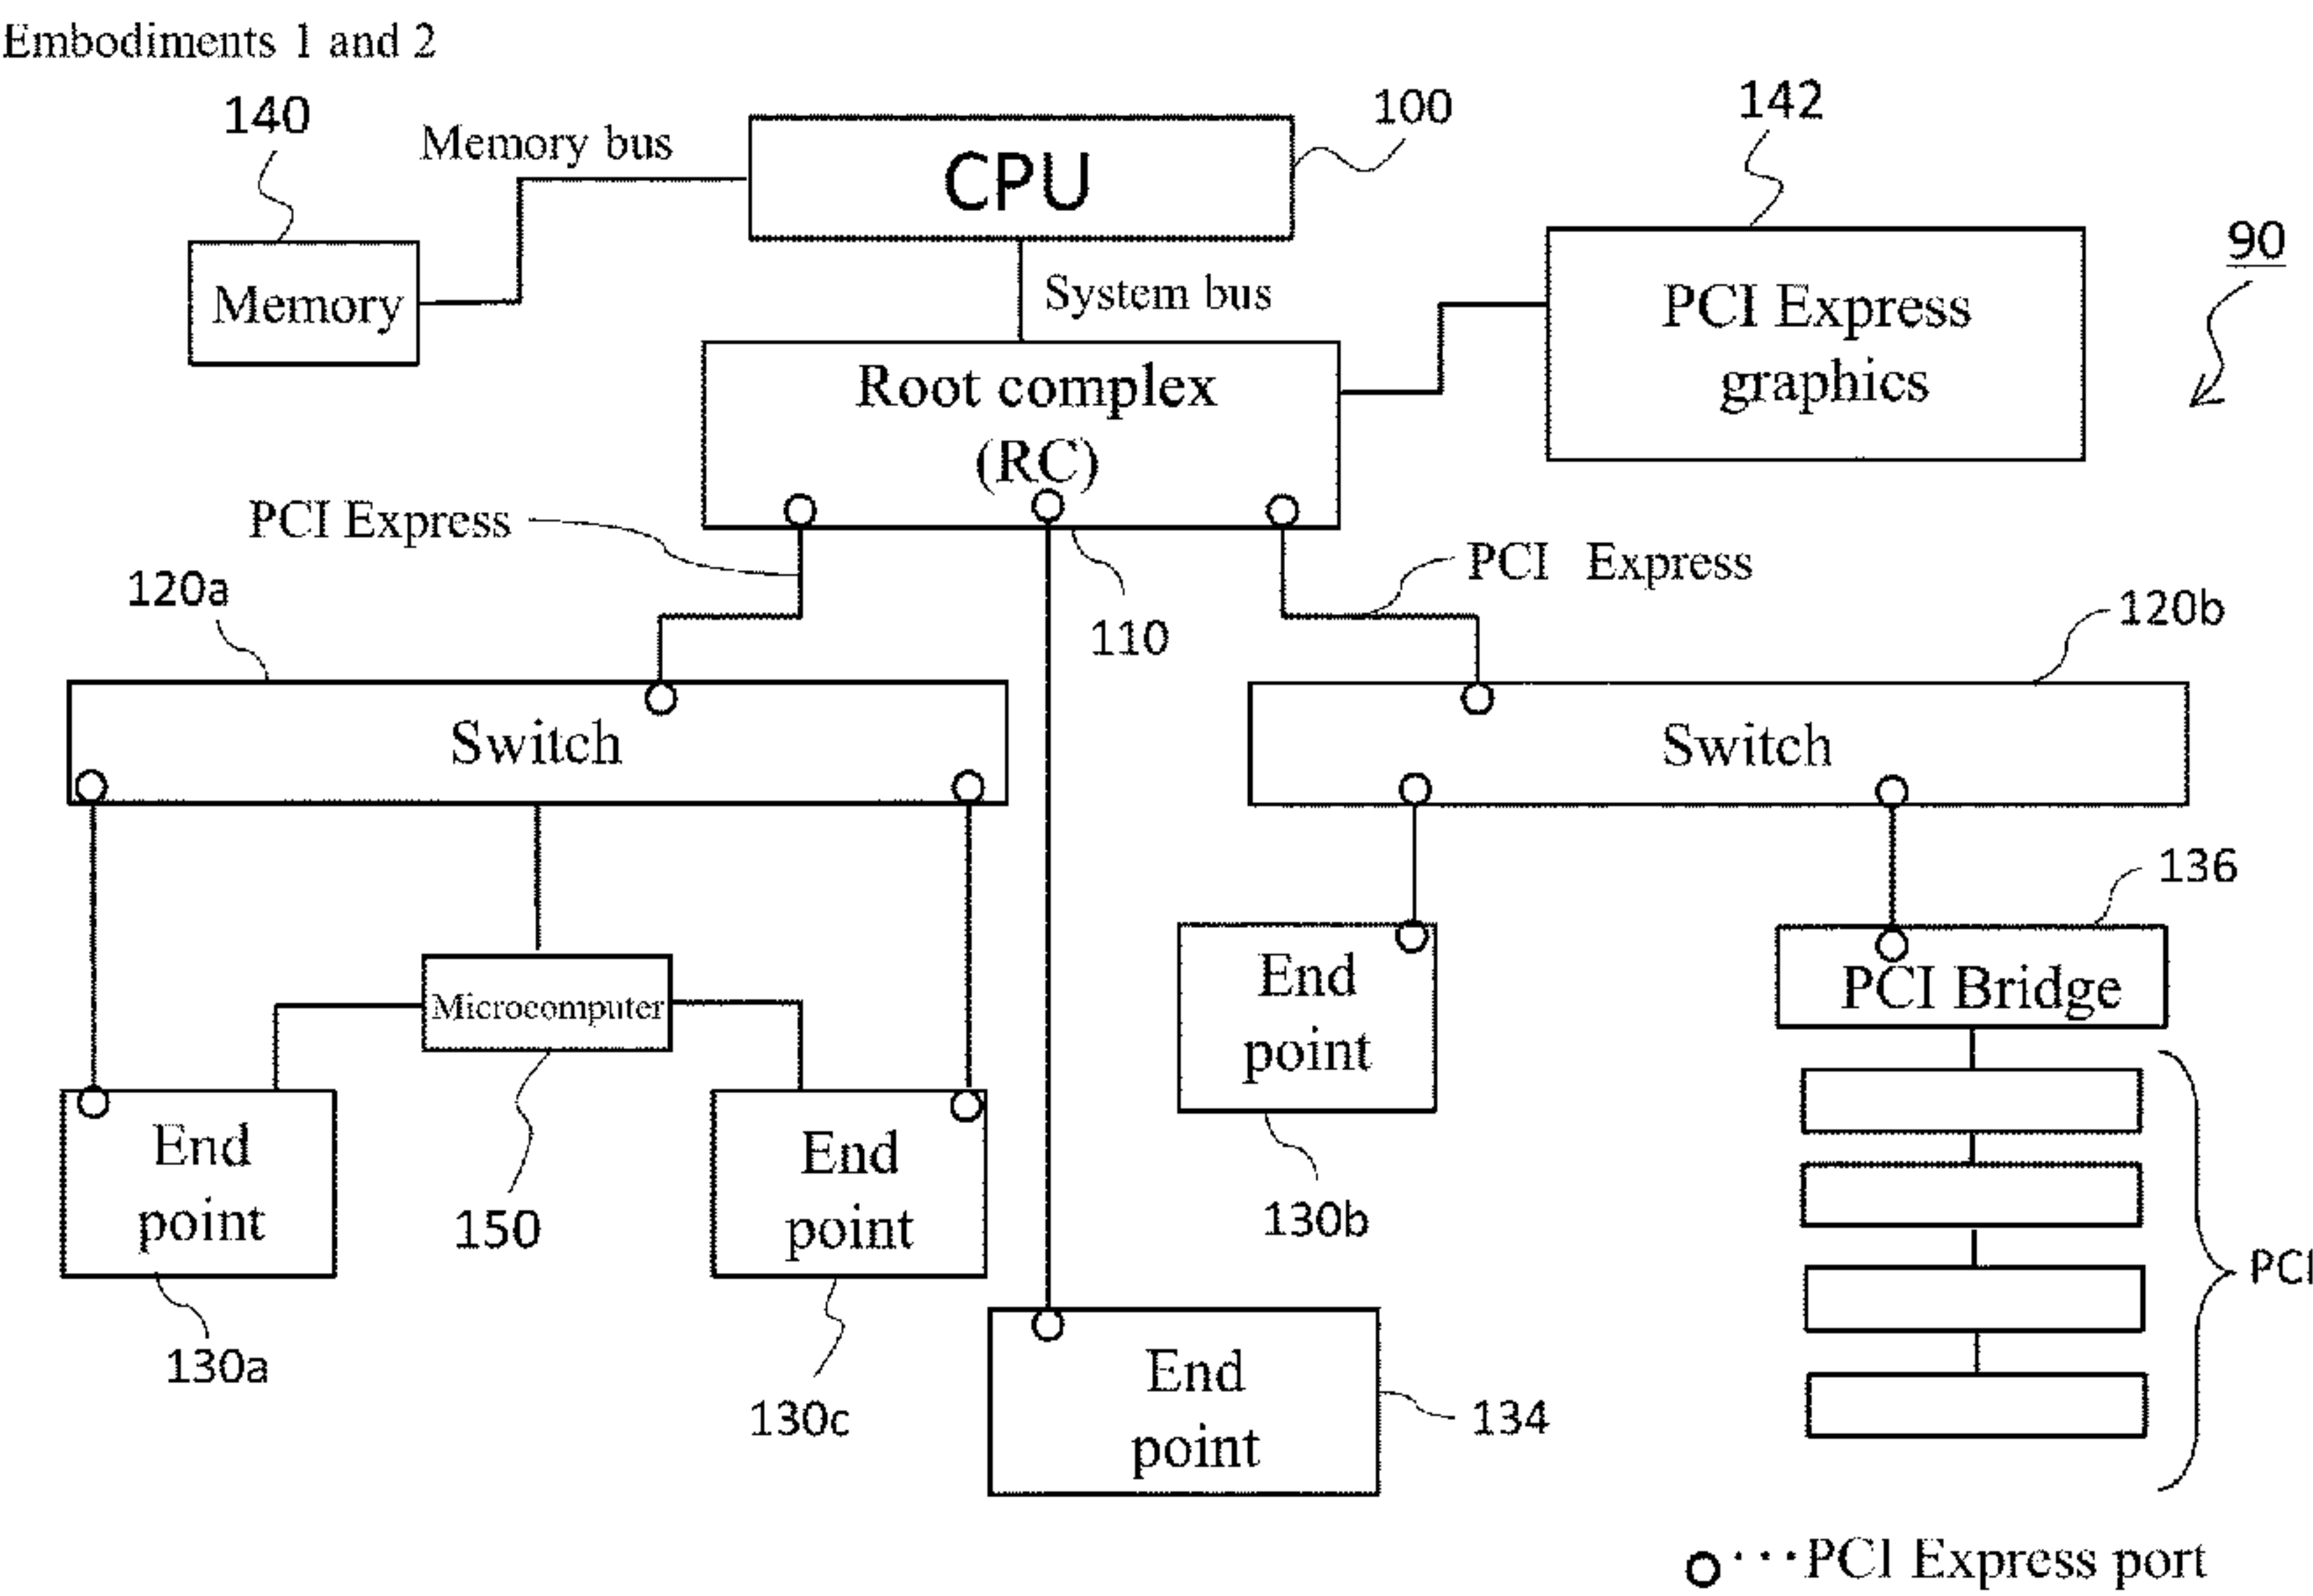 Embodiments 1 and 2
140
Memory bus
CPU
100
142
90
Memory
System bus
PCI Express
graphics
Root complex
(RC)
PCI Express
PCI Express
110
120a
120b
Switch
Switch
136
Microcomputer
End
point
PCI Bridge
End
point
150
End
point
130b
PCI
130a
130c
End
point
134
PCI Express port